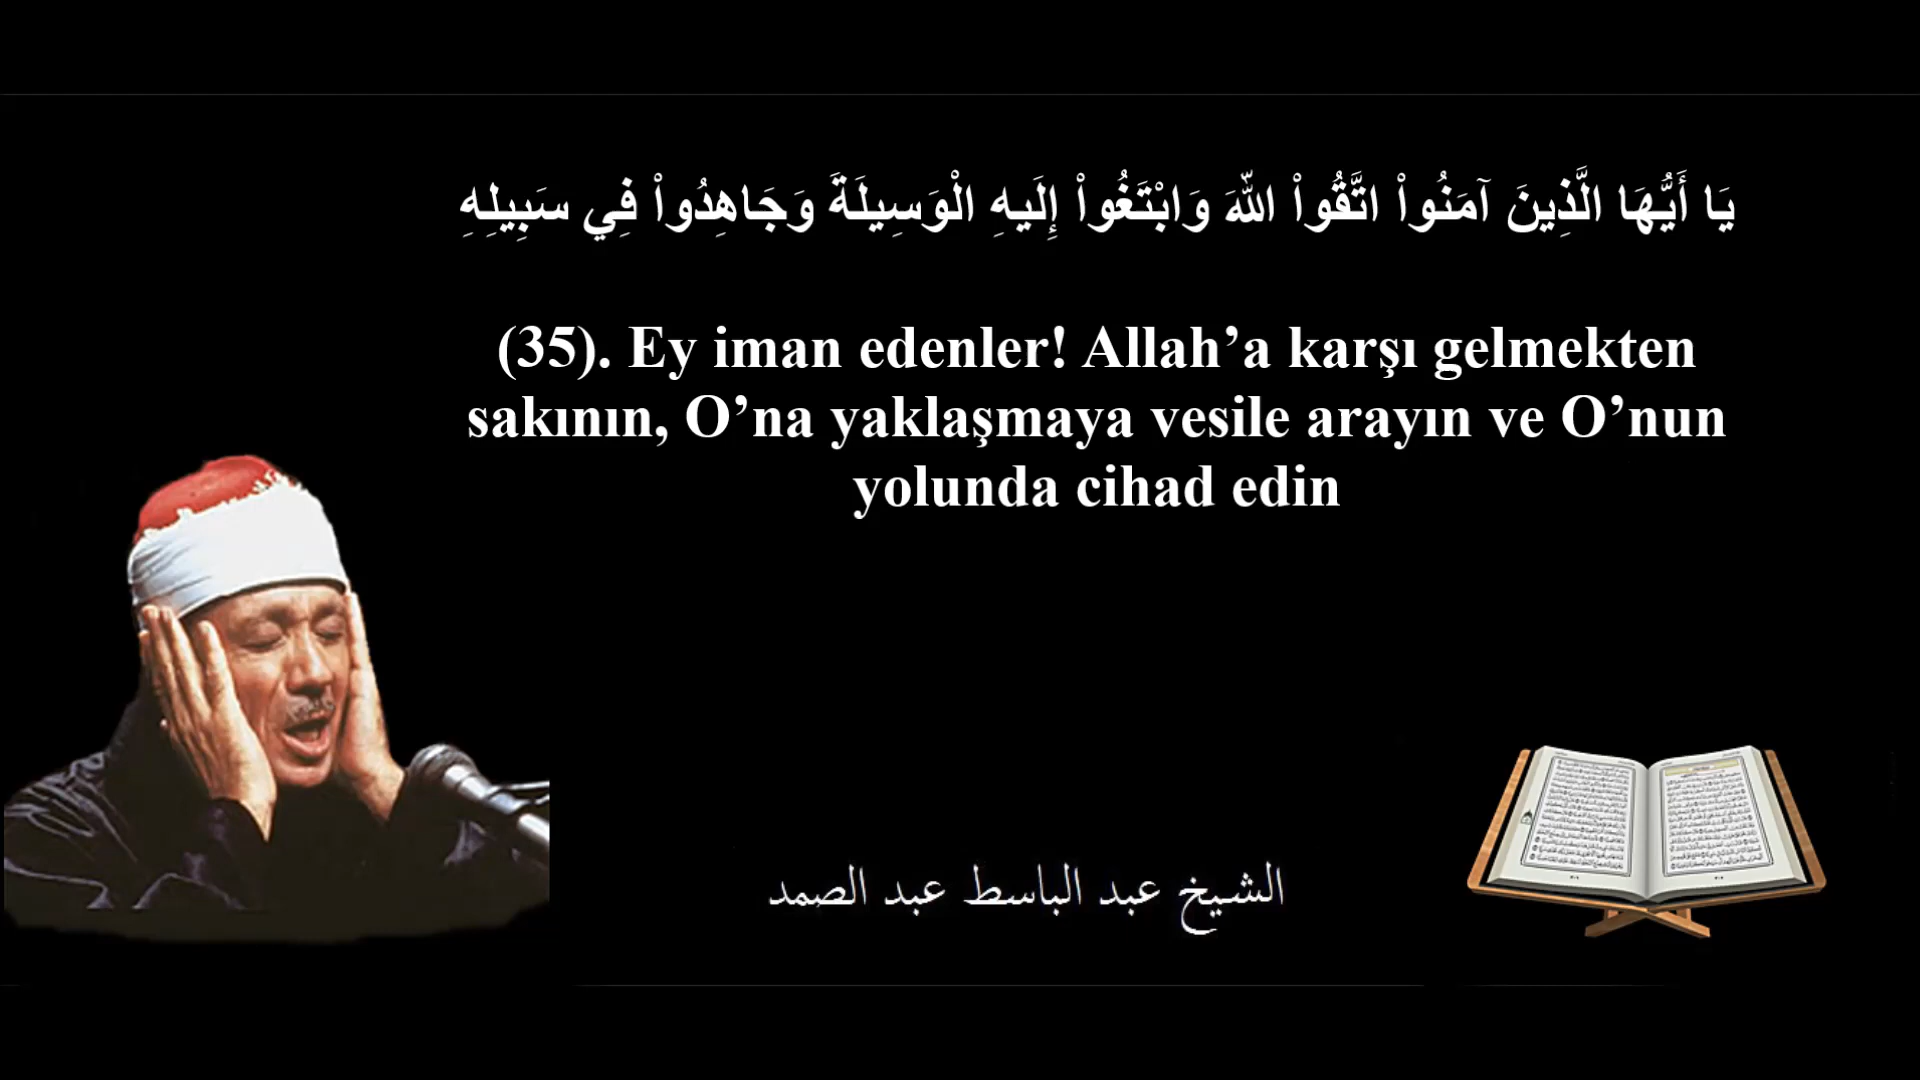 يَا أَيُّهَا الَّذِينَ آمَنُواْ اتَّقُواْ اللّهَ وَابْتَغُواْ إِلَيهِ الْوَسِيلَةَ وَجَاهِدُواْ فِي سَبِيلِهِ
(35). Ey iman edenler! Allah’a karşı gelmekten
sakının, O’na yaklaşmaya vesile arayın ve O’nun
yolunda cihad edin
الشيخ عبد الباسط عبد الصمد